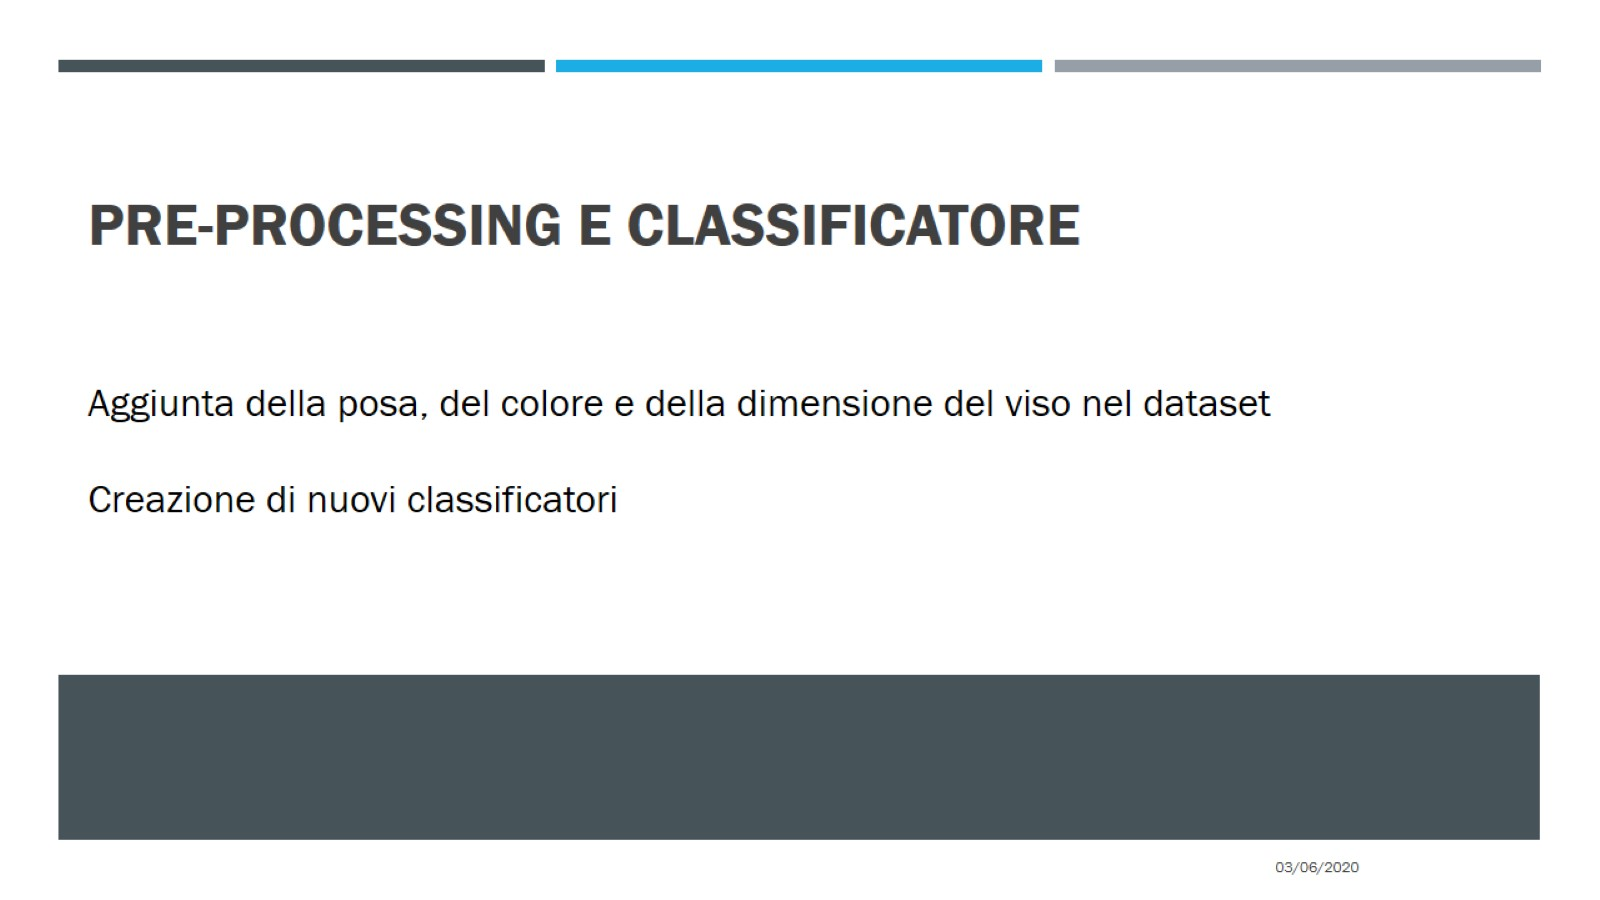 PRE-PROCESSING E CLASSIFICATORE
Aggiunta della posa, del colore e della dimensione del viso nel dataset
Creazione di nuovi classificatori
03/06/2020